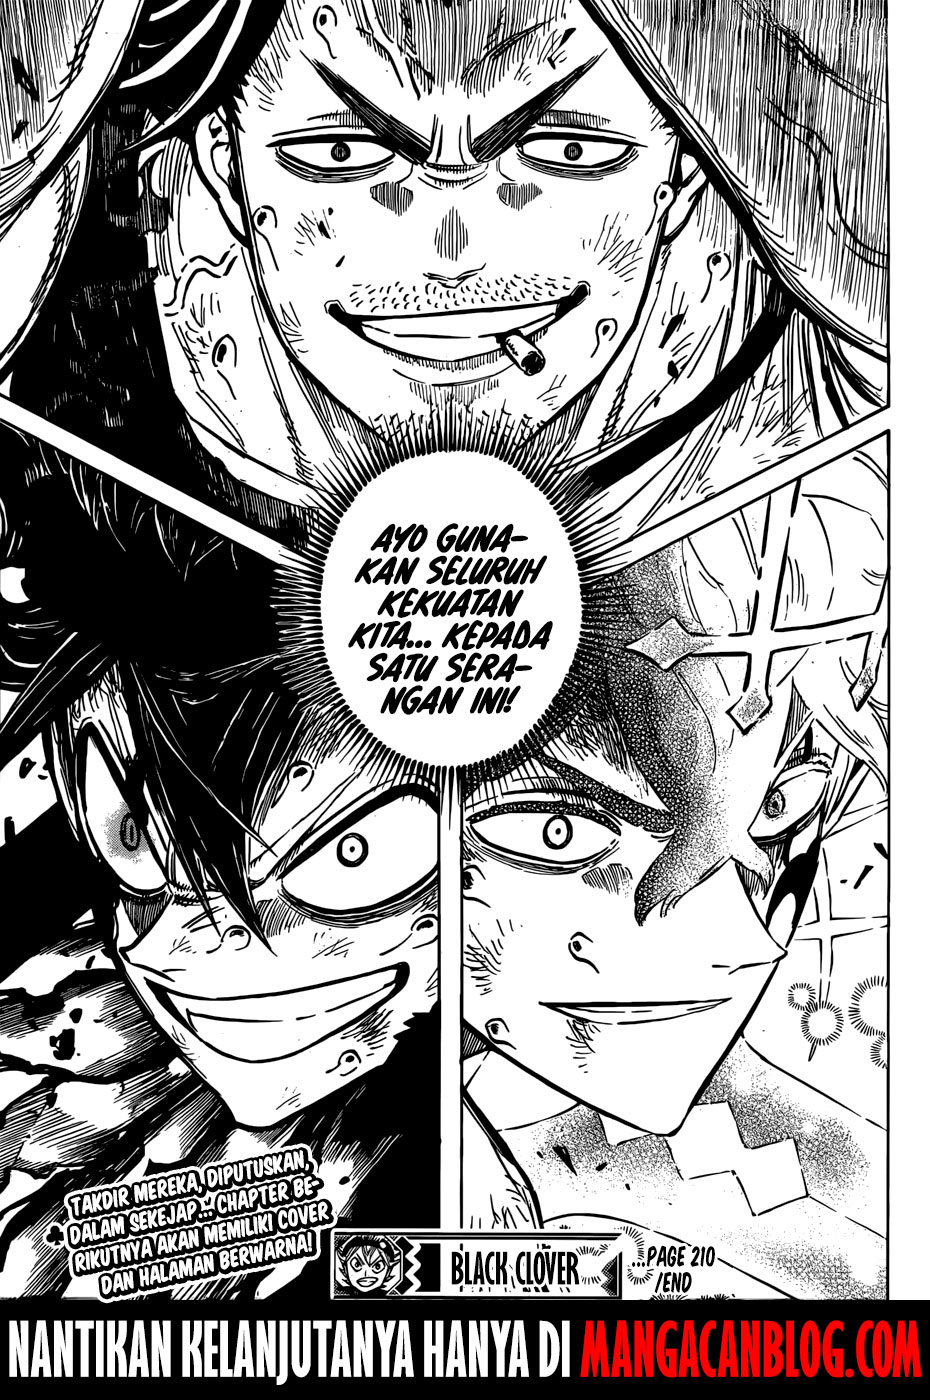 AYO GUNA-
KAN SELURUH
KEKUATAN
KITA... KEPADA
SATU SERA-
NGAN INI!
TAKDIR MEREKA, DIPUTUSKAN,
DALAM SEKEJAP... CHAPTER BE-
RIKUTNYA AKAN MEMILIKI COVER
DAN HALAMAN BERWARNA!
BLACK CLOVER
...PAGE 210
/END
NANTIKAN KELANJUTANYA HANYA DI MANGACANBLOG.COM